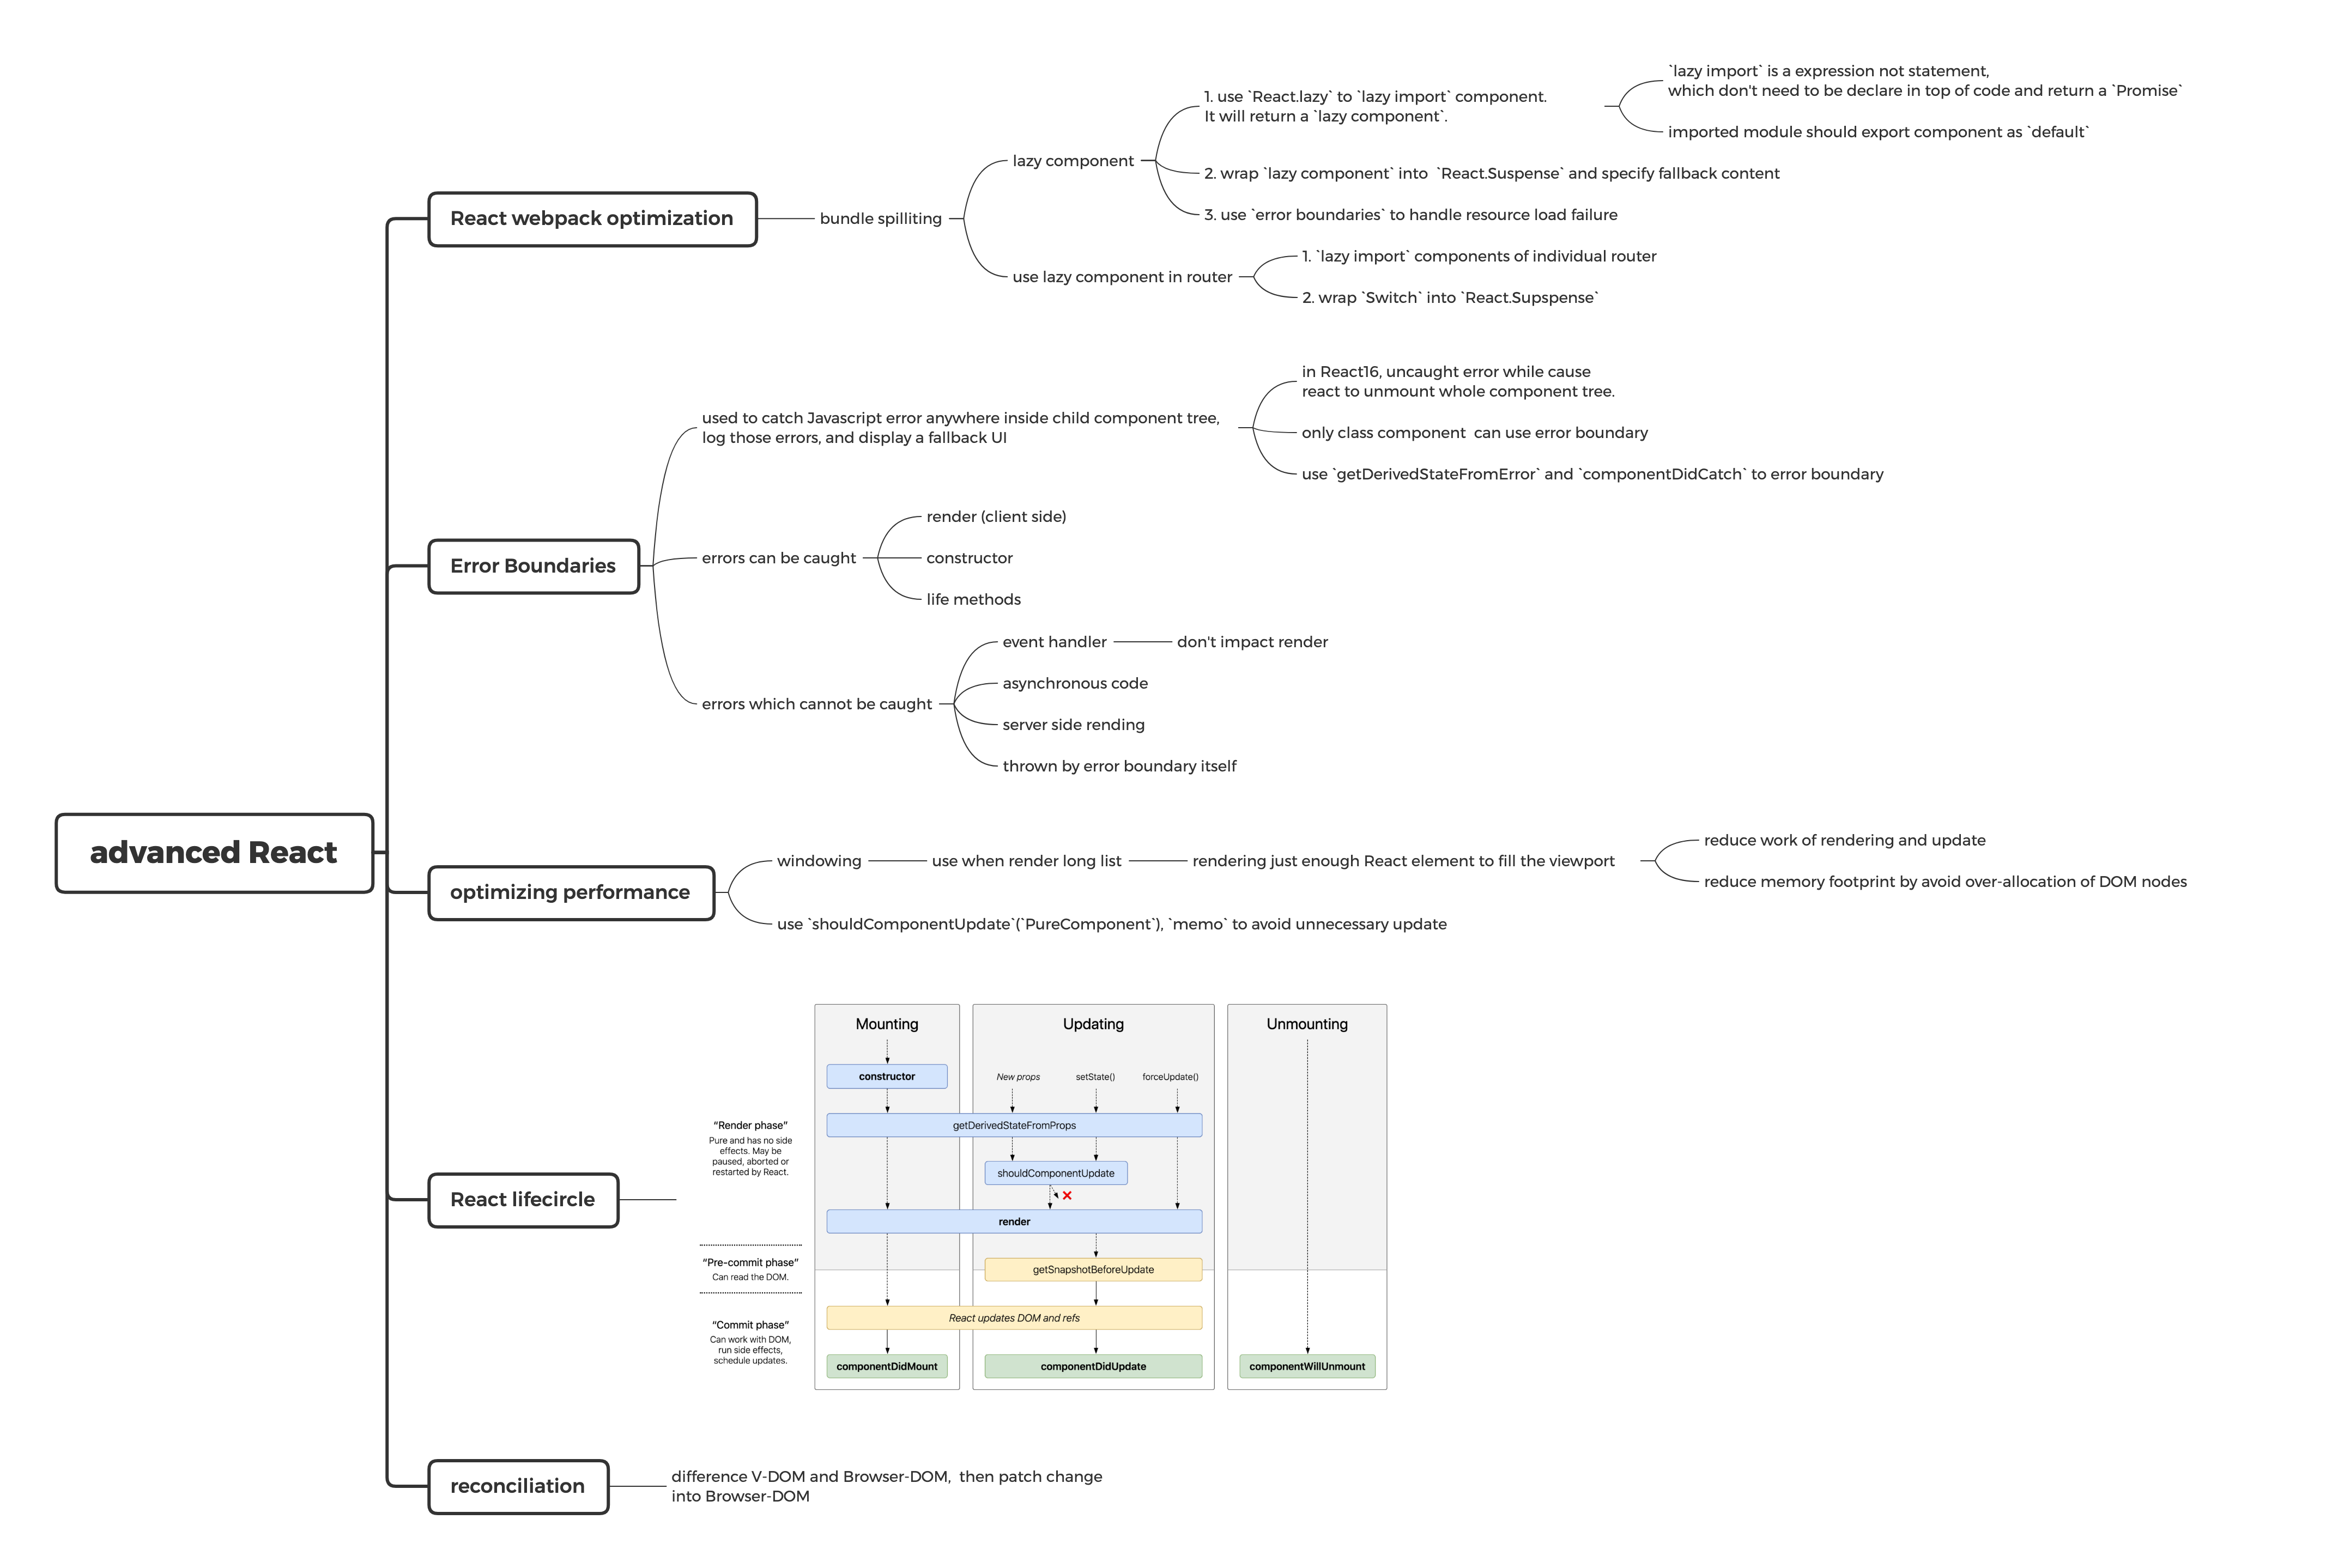 advanced React
React webpack optimization
bundle spilliting
lazy component
1. use `React.lazy` to `lazy import` component.
It will return a `lazy component`.
`lazy import` is a expression not statement,
which don't need to be declare in top of code and return a `Promise`
imported module should export component as `default`
2. wrap `lazy component` into  `React.Suspense` and specify fallback content
3. use `error boundaries` to handle resource load failure
use lazy component in router
1. `lazy import` components of individual router
2. wrap `Switch` into `React.Supspense`
Error Boundaries
used to catch Javascript error anywhere inside child component tree,
log those errors, and display a fallback UI
in React16, uncaught error while cause
react to unmount whole component tree.
only class component  can use error boundary
use `getDerivedStateFromError` and `componentDidCatch` to error boundary
errors can be caught
render (client side)
constructor
life methods
errors which cannot be caught
event handler
don't impact render
asynchronous code
server side rending
thrown by error boundary itself
optimizing performance
windowing
use when render long list
rendering just enough React element to fill the viewport
reduce work of rendering and update
reduce memory footprint by avoid over-allocation of DOM nodes
use `shouldComponentUpdate`(`PureComponent`), `memo` to avoid unnecessary update
React lifecircle
"Render phase"
Pure and has no side
effects. May be
paused, aborted or
restarted by React.
"Pre-commit phase"
Can read the DOM.
"Commit phase"
Can work with DOM,
run side effects,
schedule updates.
Mounting
Updating
Unmounting
constructor
New props
setState()
forceUpdate()
getDerivedStateFromProps
shouldComponentUpdate
render
getSnapshotBeforeUpdate
React updates DOM and refs
componentDidMount
componentDidUpdate
componentWillUnmount
reconciliation
difference V-DOM and Browser-DOM,  then patch change
into Browser-DOM